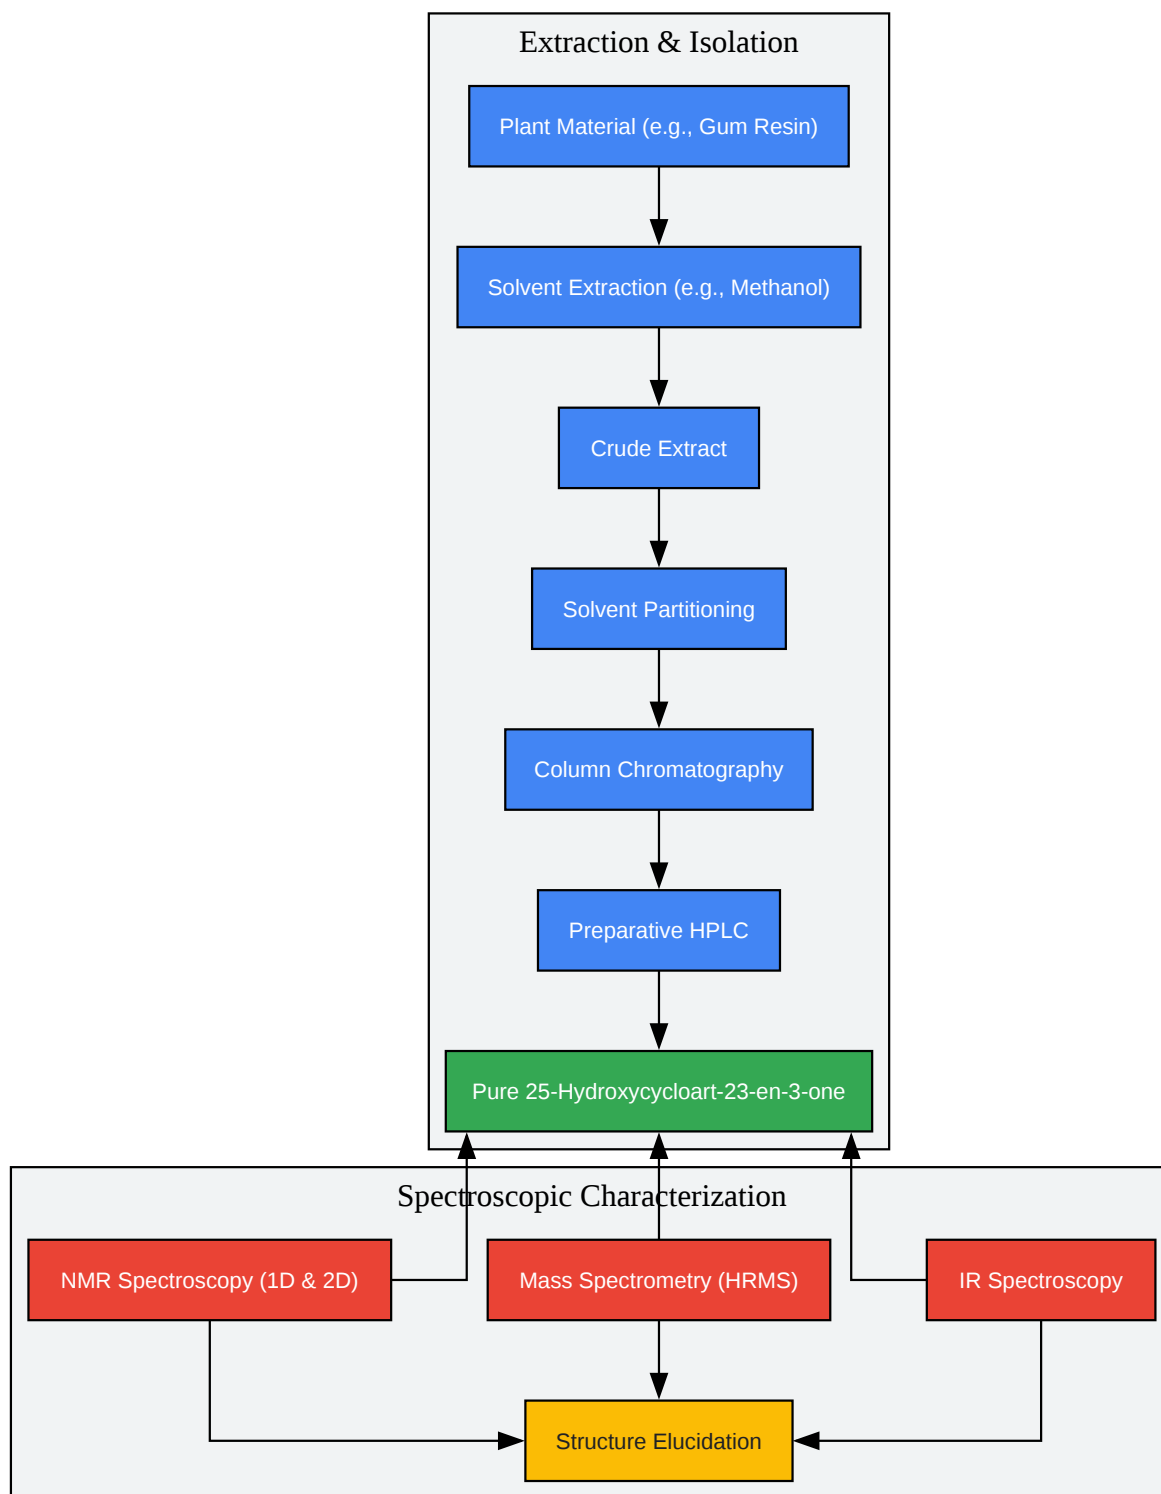 Extraction & Isolation
Plant Material (e.g., Gum Resin)
Solvent Extraction (e.g., Methanol)
Crude Extract
Solvent Partitioning
Column Chromatography
Preparative HPLC
Pure 25-Hydroxycycloart-23-en-3-one
Spectroscopic Characterization
NMR Spectroscopy (1D & 2D)
Mass Spectrometry (HRMS)
IR Spectroscopy
Structure Elucidation